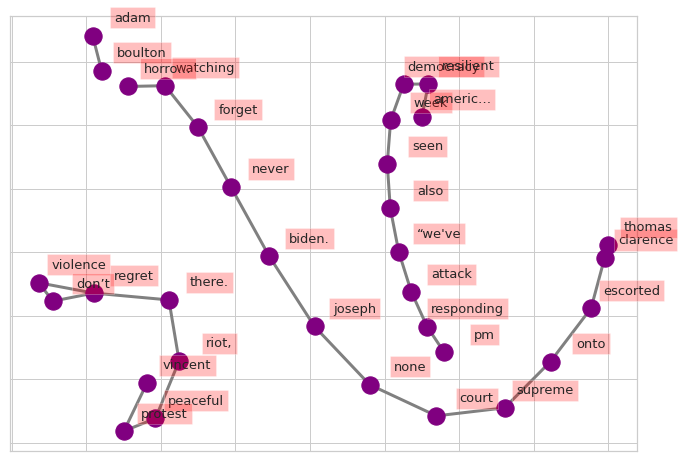 adam
boulton
horror
watching
forget
never
biden.
joseph
none
court
supreme
onto
escorted
clarence
thomas
democracy
resilient
americ...
week
seen
also
“we've
attack
responding
pm
violence
don’t
regret
there.
riot,
vincent
peaceful
protest